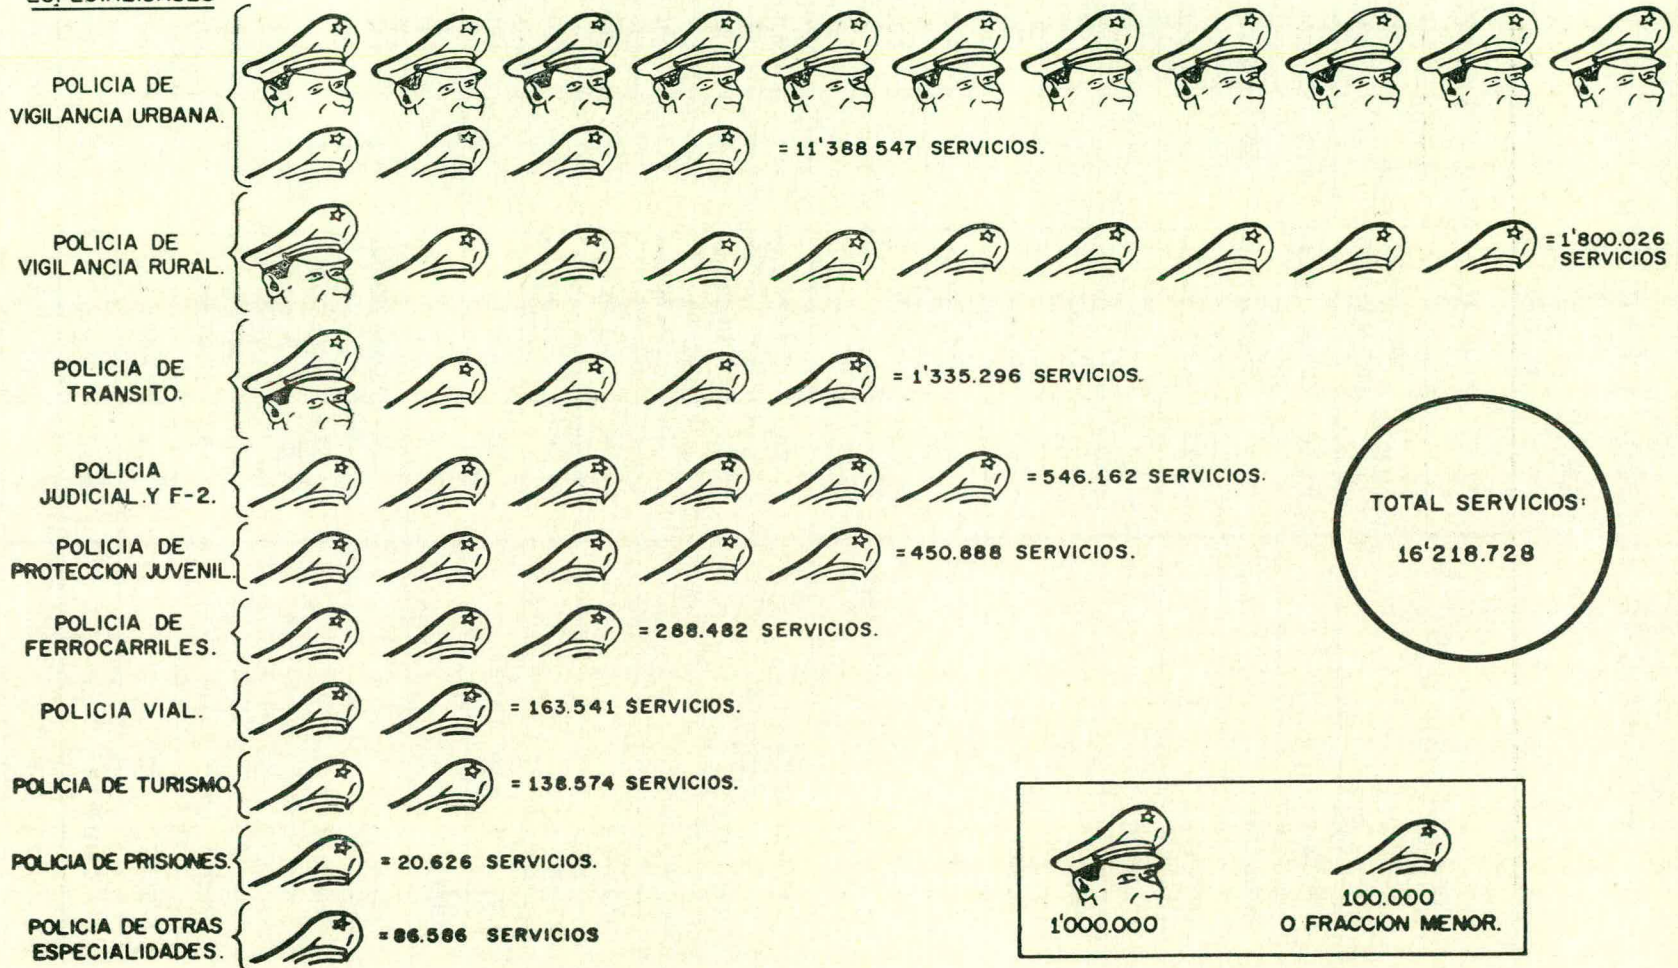 POLICIA DE
VIGILANCIA URBANA.
= 11'388 547 SERVICIOS.
POLICIA DE
VIGILANCIA RURAL.
= 1'800.026
SERVICIOS
POLICIA DE
TRANSITO.
= 1'335.296 SERVICIOS.
POLICIA
JUDICIAL.Y F-2.
= 546.162 SERVICIOS.
POLICIA DE
PROTECCION JUVENIL.
= 450.888 SERVICIOS.
POLICIA DE
FERROCARRILES.
= 288.482 SERVICIOS.
POLICIA VIAL.
= 163.541 SERVICIOS.
POLICIA DE TURISMO.
= 138.574 SERVICIOS.
POLICIA DE PRISIONES.
= 20.626 SERVICIOS.
POLICIA DE OTRAS
ESPECIALIDADES.
= 86.586 SERVICIOS
TOTAL SERVICIOS:
16'218.728
1'000.000
100.000
O FRACCION MENOR.